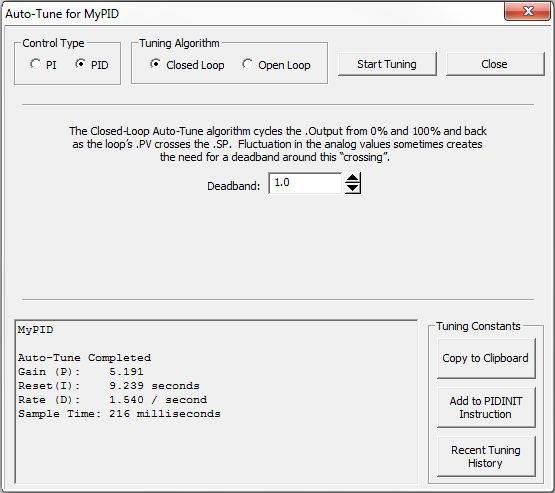 Auto-Tune for MyPID
Control Type
PI
PID
Tuning Algorithm
Closed Loop
Open Loop
Start Tuning
Close
The Closed-Loop Auto-Tune algorithm cycles the .Output from 0% and 100% and back
as the loop's .PV crosses the .SP. Fluctuation in the analog values sometimes creates
the need for a deadband around this "crossing".
Deadband:
1.0
MyPID
Auto-Tune Completed
Gain (P): 5.191
Reset(I): 9.239 seconds
Rate (D): 1.540 / second
Sample Time: 216 milliseconds
Tuning Constants
Copy to Clipboard
Add to PIDINIT
Instruction
Recent Tuning
History